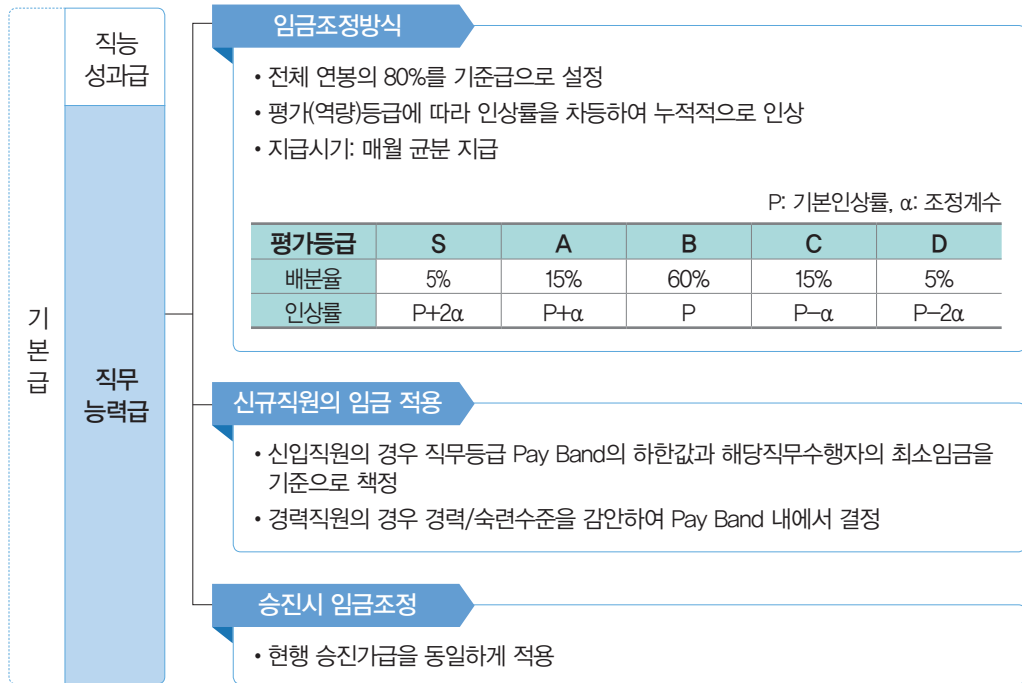 기본급
직능
성과급
직무
능력급
임금조정방식
• 전체 연봉의 80%를 기준급으로 설정
• 평가(역량)등급에 따라 인상률을 차등하여 누적적으로 인상
• 지급시기: 매월 균분 지급
P: 기본인상률, α: 조정계수
평가등급 S A B C D
배분율 5% 15% 60% 15% 5%
인상률 P+2α P+α P P−α P−2α
신규직원의 임금 적용
• 신입직원의 경우 직무등급 Pay Band의 하한값과 해당직무수행자의 최소임금을
기준으로 책정
• 경력직원의 경우 경력/숙련수준을 감안하여 Pay Band 내에서 결정
승진시 임금조정
• 현행 승진가급을 동일하게 적용